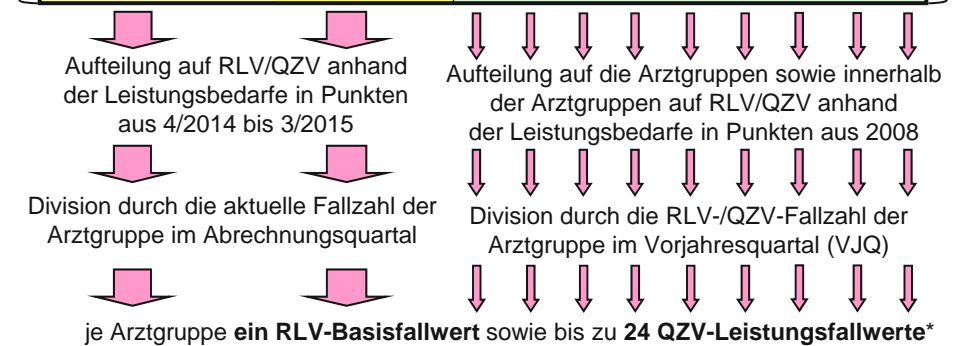 Aufteilung auf RLV/QZV anhand
der Leistungsbedarfe in Punkten
aus 4/2014 bis 3/2015
Aufteilung auf die Arztgruppen sowie innerhalb
der Arztgruppen auf RLV/QZV anhand
der Leistungsbedarfe in Punkten aus 2008
Division durch die aktuelle Fallzahl der
Arztgruppe im Abrechnungsquartal
Division durch die RLV-/QZV-Fallzahl der
Arztgruppe im Vorjahresquartal (VJQ)
je Arztgruppe ein RLV-Basisfallwert sowie bis zu 24 QZV-Leistungsfallwerte*